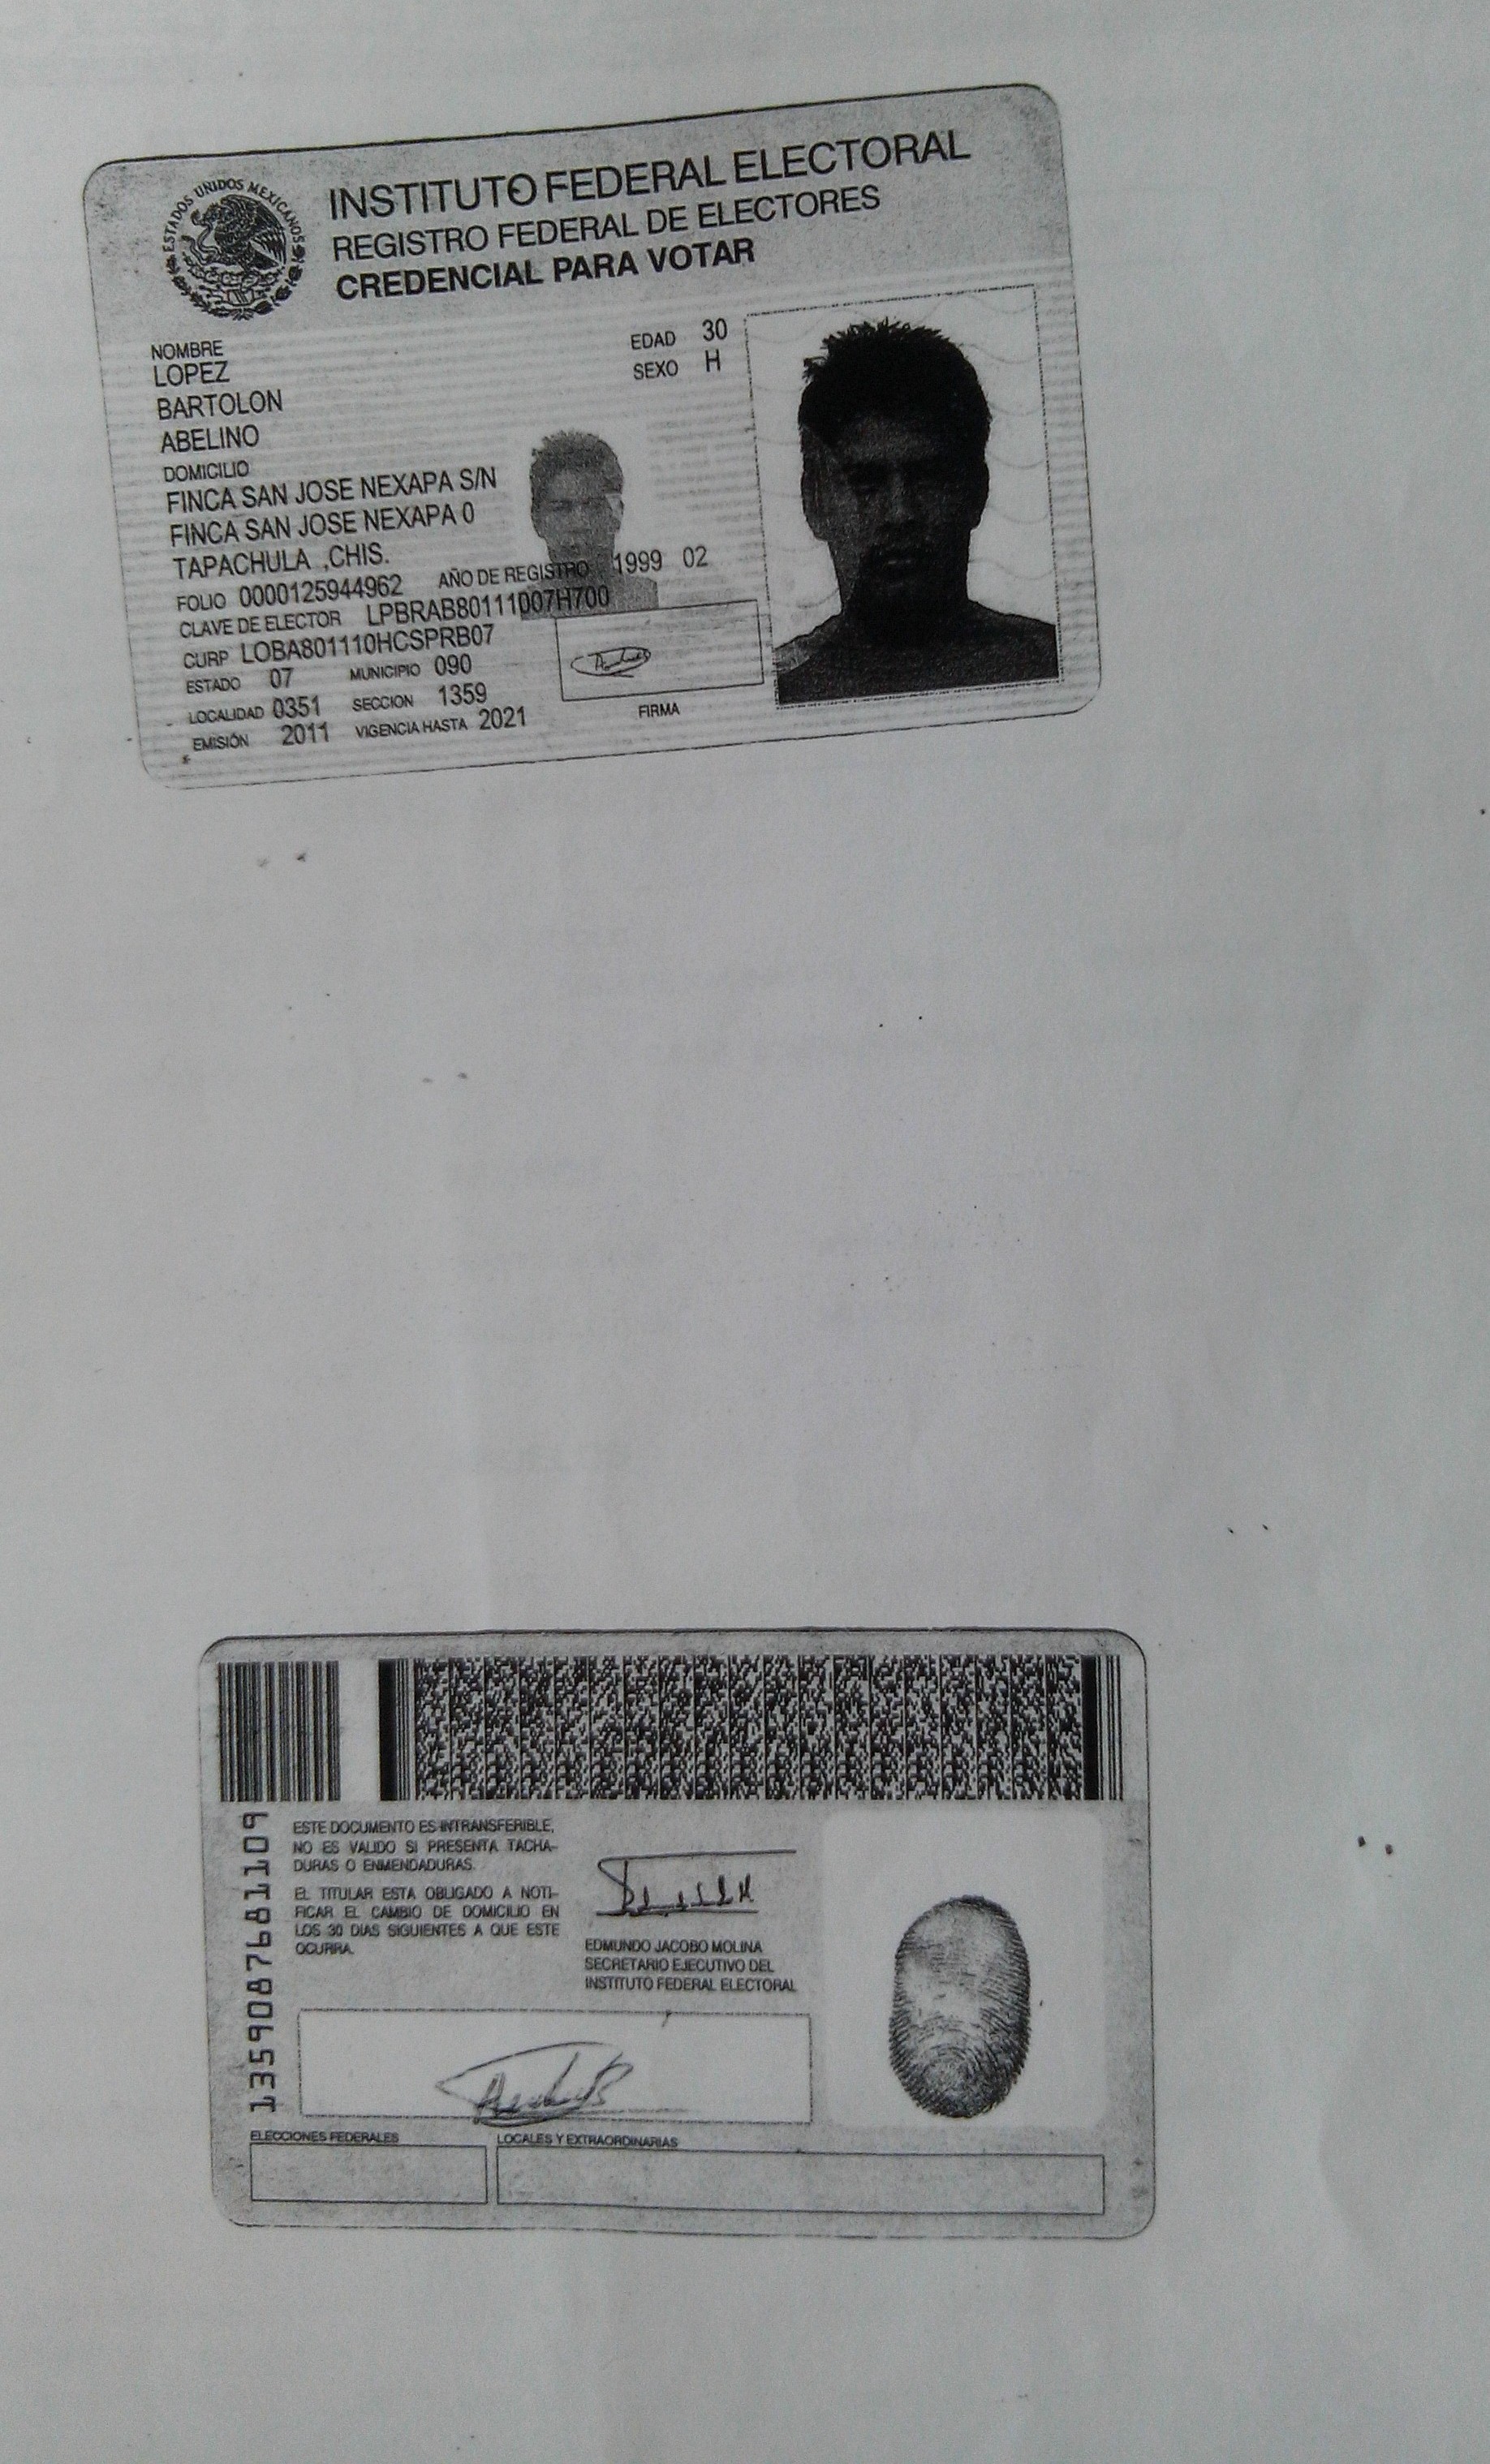 ESTADOS UNIDOS MEXICANOS
INSTITUTO FEDERAL ELECTORAL
REGISTRO FEDERAL DE ELECTORES
CREDENCIAL PARA VOTAR
NOMBRE
LOPEZ
BARTOLON
ABELINO
EDAD 30
SEXO H
DOMICILIO
FINCA SAN JOSE NEXAPA S/N
FINCA SAN JOSE NEXAPA 0
TAPACHULA ,CHIS.
FOLIO 0000125944962 AÑO DE REGISTRO 1999 02
CLAVE DE ELECTOR LPBRAB80111007H700
CURP LOBA801110HCSPRB07
ESTADO 07 MUNICIPIO 090
LOCALIDAD 0351 SECCION 1359
EMISIÓN 2011 VIGENCIA HASTA 2021
FIRMA
1359087681109
ESTE DOCUMENTO ES INTRANSFERIBLE,
NO ES VALIDO SI PRESENTA TACHA-
DURAS O ENMENDADURAS.
EL TITULAR ESTA OBLIGADO A NOTI-
FICAR EL CAMBIO DE DOMICILIO EN
LOS 30 DIAS SIGUIENTES A QUE ESTE
OCURRA.
EDMUNDO JACOBO MOLINA
SECRETARIO EJECUTIVO DEL
INSTITUTO FEDERAL ELECTORAL
ELECCIONES FEDERALES
LOCALES Y EXTRAORDINARIAS